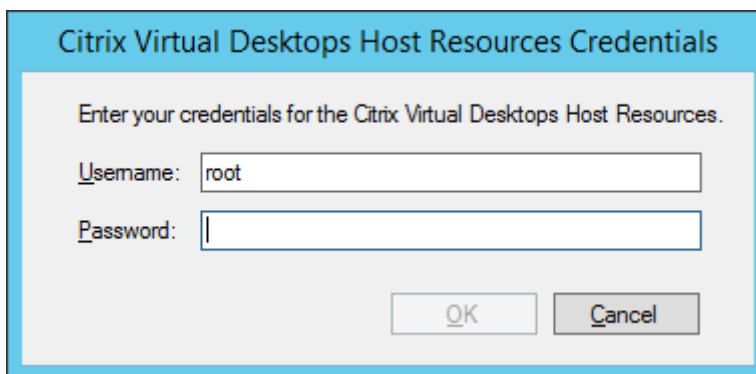 Citrix Virtual Desktops Host Resources Credentials
Enter your credentials for the Citrix Virtual Desktops Host Resources.
Username: root
Password:
OK Cancel